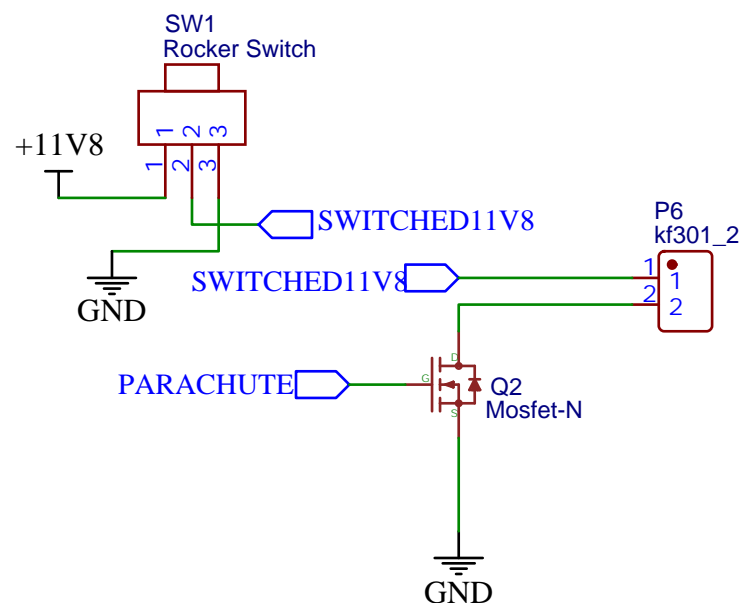 SW1
Rocker Switch
1
2
3
+11V8
1
2
3
SWITCHED11V8
P6
kf301_2
SWITCHED11V8
1
1
2
2
GND
D
PARACHUTE
G
Q2
Mosfet-N
S
GND